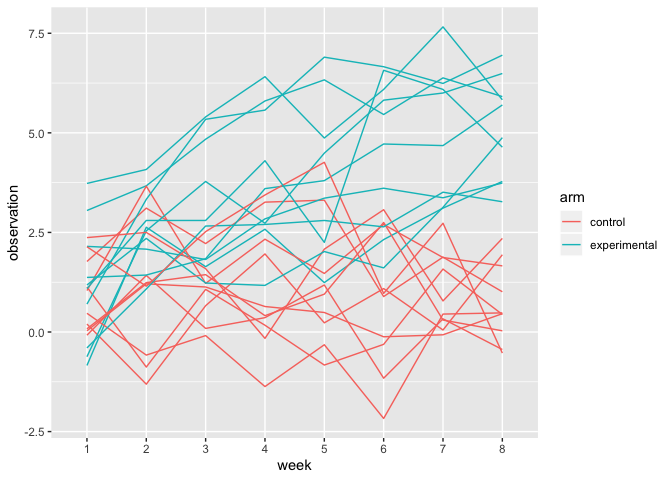 7.5
5.0
2.5
0.0
-2.5
observation
1 2 3 4 5 6 7 8
week
arm
control
experimental